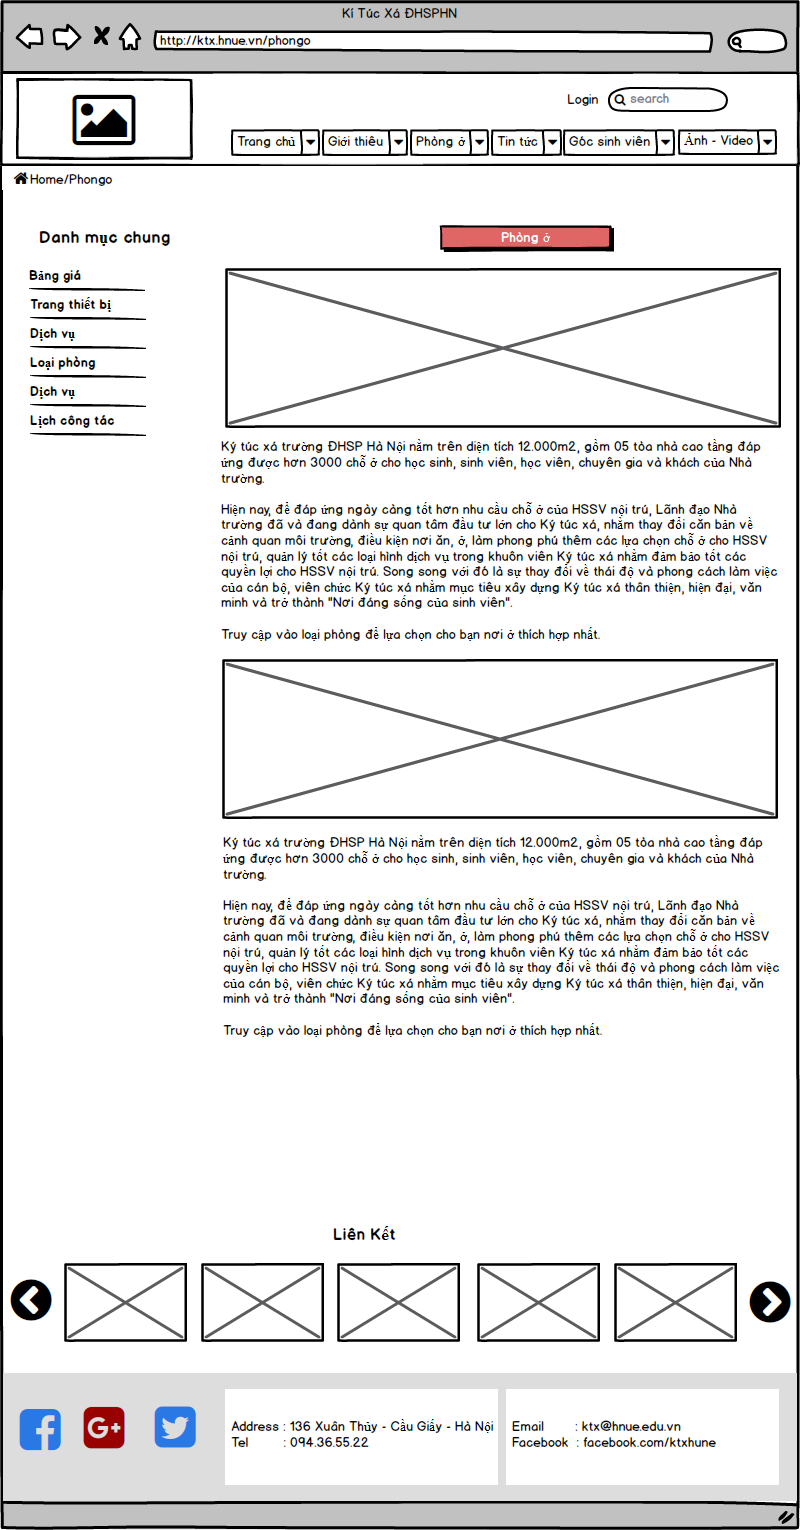 Kí Túc Xá ĐHSPHN
http://ktx.hnue.vn/phongo
Login
search
Trang chủ
Giới thiêu
Phòng ở
Tin tức
Góc sinh viên
Ảnh - Video
Home/Phongo
Danh mục chung
Phòng ở
Bảng giá
Trang thiết bị
Dịch vụ
Loại phòng
Dịch vụ
Lịch công tác
Ký túc xá trường ĐHSP Hà Nội nằm trên diện tích 12.000m2, gồm 05 tòa nhà cao tầng đáp
ứng được hơn 3000 chỗ ở cho học sinh, sinh viên, học viên, chuyên gia và khách của Nhà
trường.
Hiện nay, để đáp ứng ngày càng tốt hơn nhu cầu chỗ ở của HSSV nội trú, Lãnh đạo Nhà
trường đã và đang dành sự quan tâm đầu tư lớn cho Ký túc xá, nhằm thay đổi căn bản về
cảnh quan môi trường, điều kiện nơi ăn, ở, làm phong phú thêm các lựa chọn chỗ ở cho HSSV
nội trú, quản lý tốt các loại hình dịch vụ trong khuôn viên Ký túc xá nhằm đảm bảo tốt các
quyền lợi cho HSSV nội trú. Song song với đó là sự thay đổi về thái độ và phong cách làm việc
của cán bộ, viên chức Ký túc xá nhằm mục tiêu xây dựng Ký túc xá thân thiện, hiện đại, văn
minh và trở thành "Nơi đáng sống của sinh viên".
Truy cập vào loại phòng để lựa chọn cho bạn nơi ở thích hợp nhất.
Ký túc xá trường ĐHSP Hà Nội nằm trên diện tích 12.000m2, gồm 05 tòa nhà cao tầng đáp
ứng được hơn 3000 chỗ ở cho học sinh, sinh viên, học viên, chuyên gia và khách của Nhà
trường.
Hiện nay, để đáp ứng ngày càng tốt hơn nhu cầu chỗ ở của HSSV nội trú, Lãnh đạo Nhà
trường đã và đang dành sự quan tâm đầu tư lớn cho Ký túc xá, nhằm thay đổi căn bản về
cảnh quan môi trường, điều kiện nơi ăn, ở, làm phong phú thêm các lựa chọn chỗ ở cho HSSV
nội trú, quản lý tốt các loại hình dịch vụ trong khuôn viên Ký túc xá nhằm đảm bảo tốt các
quyền lợi cho HSSV nội trú. Song song với đó là sự thay đổi về thái độ và phong cách làm việc
của cán bộ, viên chức Ký túc xá nhằm mục tiêu xây dựng Ký túc xá thân thiện, hiện đại, văn
minh và trở thành "Nơi đáng sống của sinh viên".
Truy cập vào loại phòng để lựa chọn cho bạn nơi ở thích hợp nhất.
Liên Kết
Address : 136 Xuân Thủy - Cầu Giấy - Hà Nội
Tel : 094.36.55.22
Email : ktx@hnue.edu.vn
Facebook : facebook.com/ktxhune